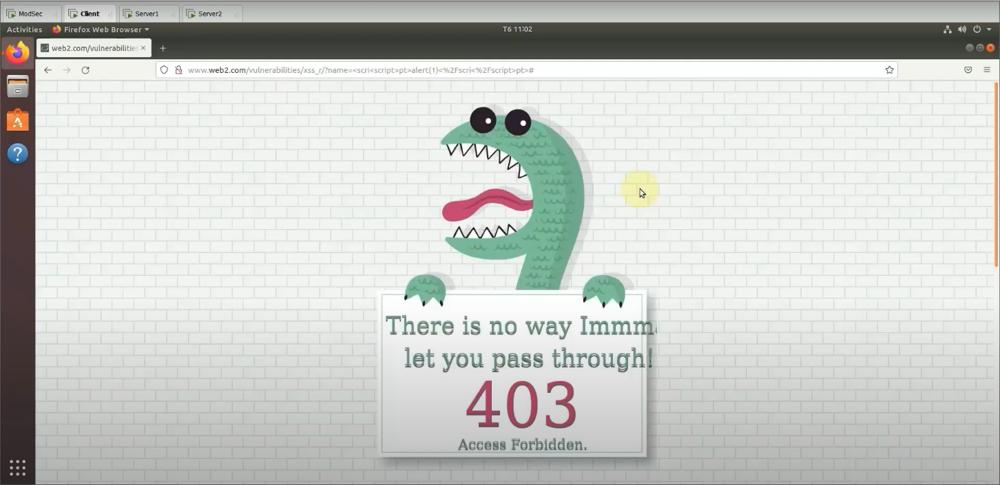 ModSec Client Server1 Server2
Activities Firefox Web Browser T6 11:02
web2.com/vulnerabilities
www.web2.com/vulnerabilities/xss_r/?name=<scri<script>pt>alert(1)<%2Fscri<%2Fscript>pt>#
There is no way Immm
let you pass through!
403
Access Forbidden.